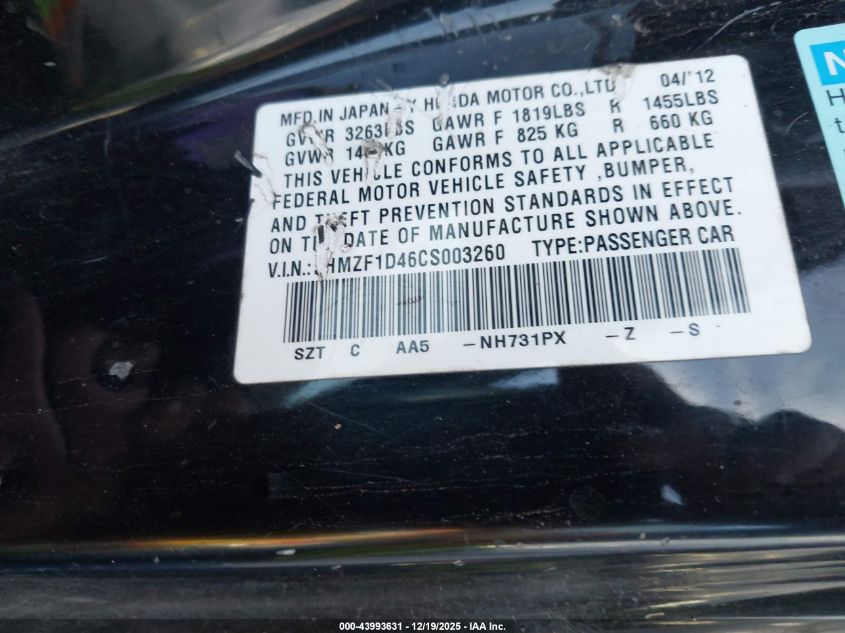 MFD.IN JAPAN BY HONDA MOTOR CO.,LTD 04/'12
GVWR 3263LBS GAWR F 1819LBS R 1455LBS
GVWR KG GAWR F 825 KG R 660 KG
THIS VEHICLE CONFORMS TO ALL APPLICABLE
FEDERAL MOTOR VEHICLE SAFETY ,BUMPER,
AND THEFT PREVENTION STANDARDS IN EFFECT
ON THE DATE OF MANUFACTURE SHOWN ABOVE.
V.I.N.: JHMZF1D46CS003260 TYPE:PASSENGER CAR
SZT C AA5 -NH731PX -Z -S
000-43993631 - 12/19/2025 - IAA Inc.